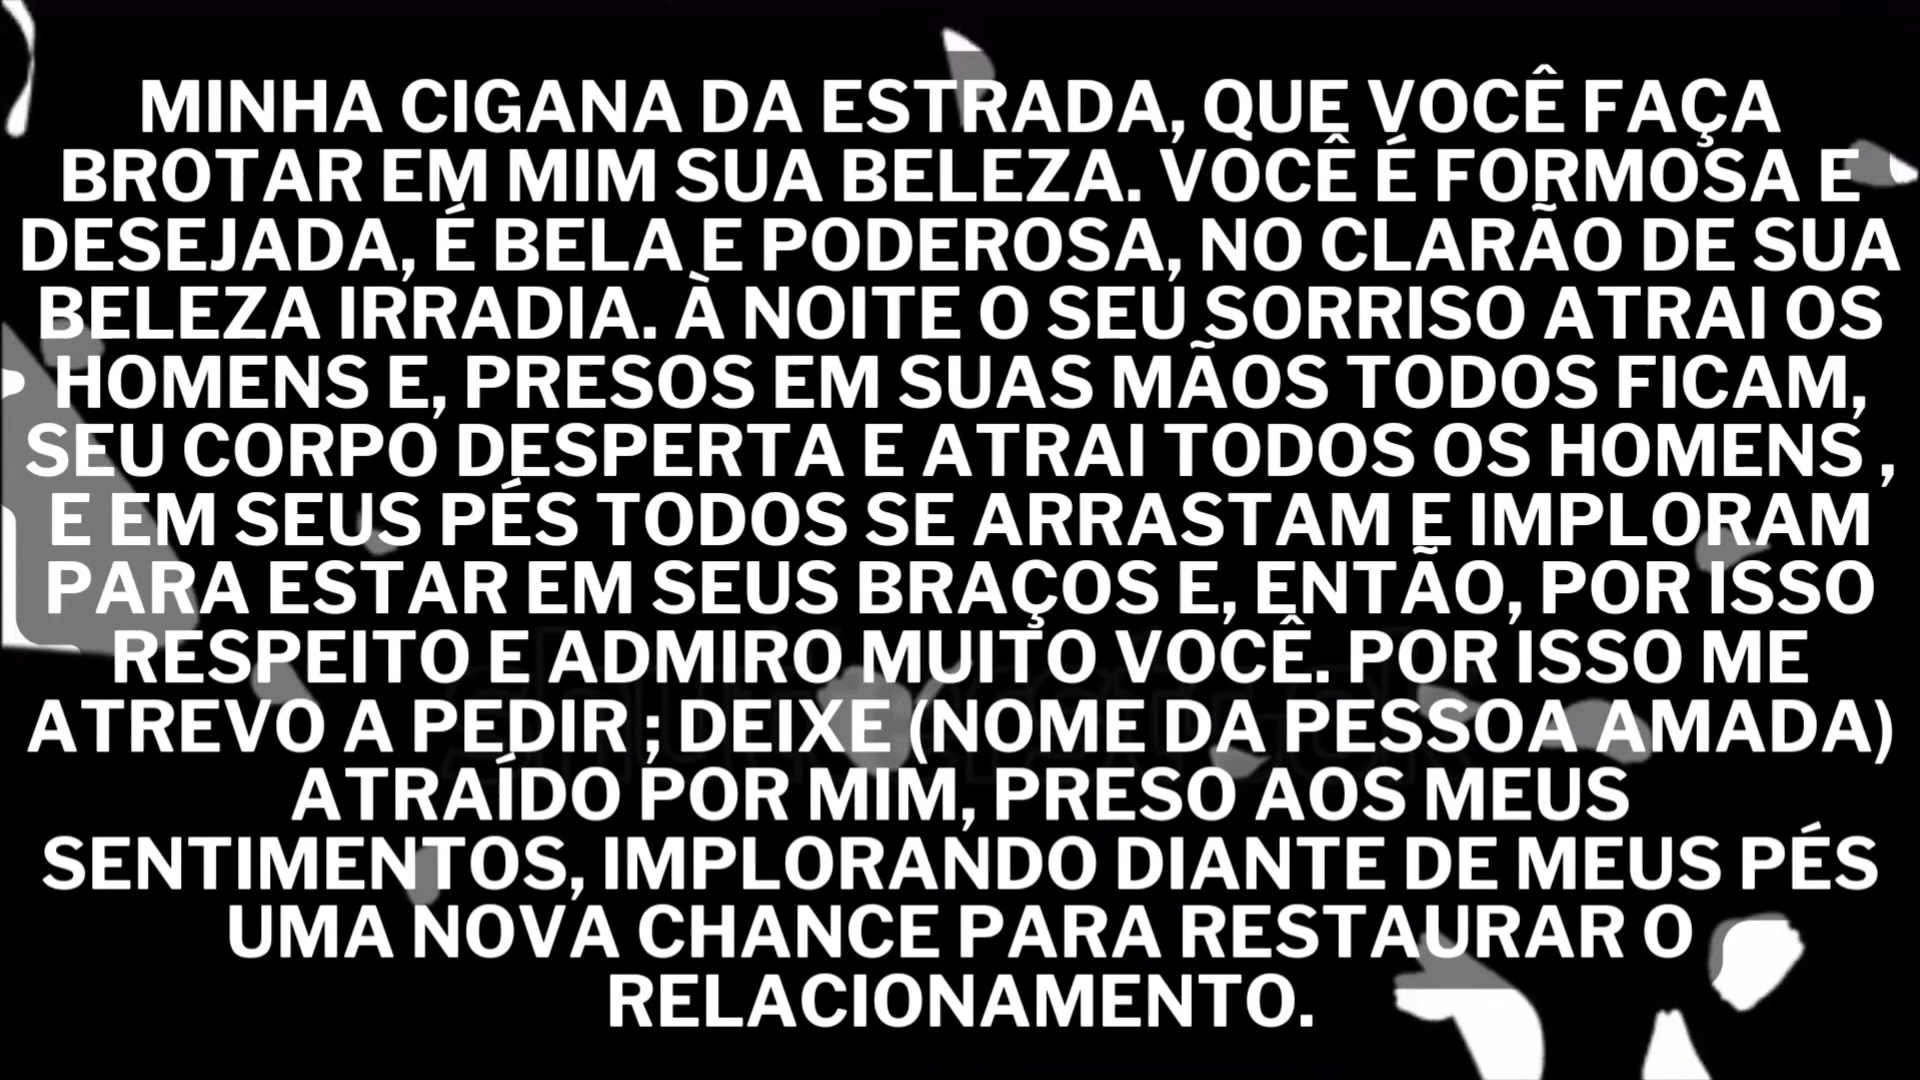 MINHA CIGANA DA ESTRADA, QUE VOCÊ FAÇA
BROTAR EM MIM SUA BELEZA. VOCÊ É FORMOSA E
DESEJADA, É BELA E PODEROSA, NO CLARÃO DE SUA
BELEZA IRRADIA. À NOITE O SEU SORRISO ATRAI OS
HOMENS E, PRESOS EM SUAS MÃOS TODOS FICAM,
SEU CORPO DESPERTA E ATRAI TODOS OS HOMENS ,
E EM SEUS PÉS TODOS SE ARRASTAM E IMPLORAM
PARA ESTAR EM SEUS BRAÇOS E, ENTÃO, POR ISSO
RESPEITO E ADMIRO MUITO VOCÊ. POR ISSO ME
ATREVO A PEDIR ; DEIXE (NOME DA PESSOA AMADA)
ATRAÍDO POR MIM, PRESO AOS MEUS
SENTIMENTOS, IMPLORANDO DIANTE DE MEUS PÉS
UMA NOVA CHANCE PARA RESTAURAR O
RELACIONAMENTO.